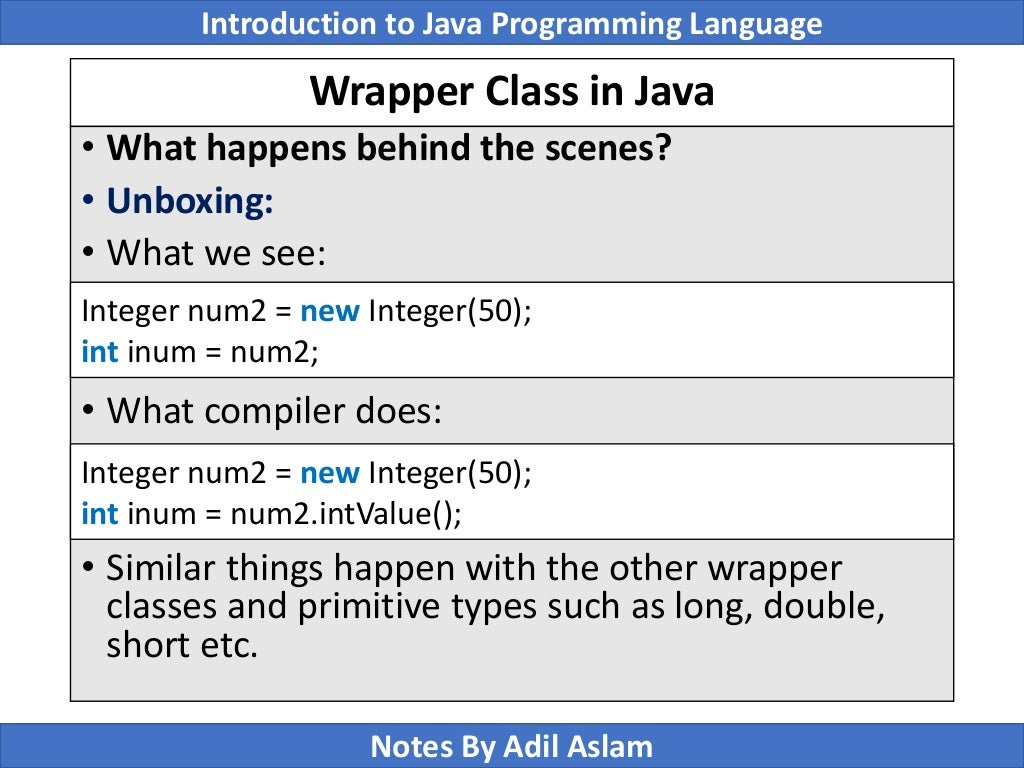 Introduction to Java Programming Language
Wrapper Class in Java
• What happens behind the scenes?
• Unboxing:
• What we see:
Integer num2 = new Integer(50);
int inum = num2;
• What compiler does:
Integer num2 = new Integer(50);
int inum = num2.intValue();
• Similar things happen with the other wrapper
classes and primitive types such as long, double,
short etc.
Notes By Adil Aslam